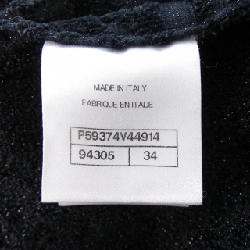 MADE IN ITALY
FABRIQUE EN ITALIE
P59374V44914
94305 34